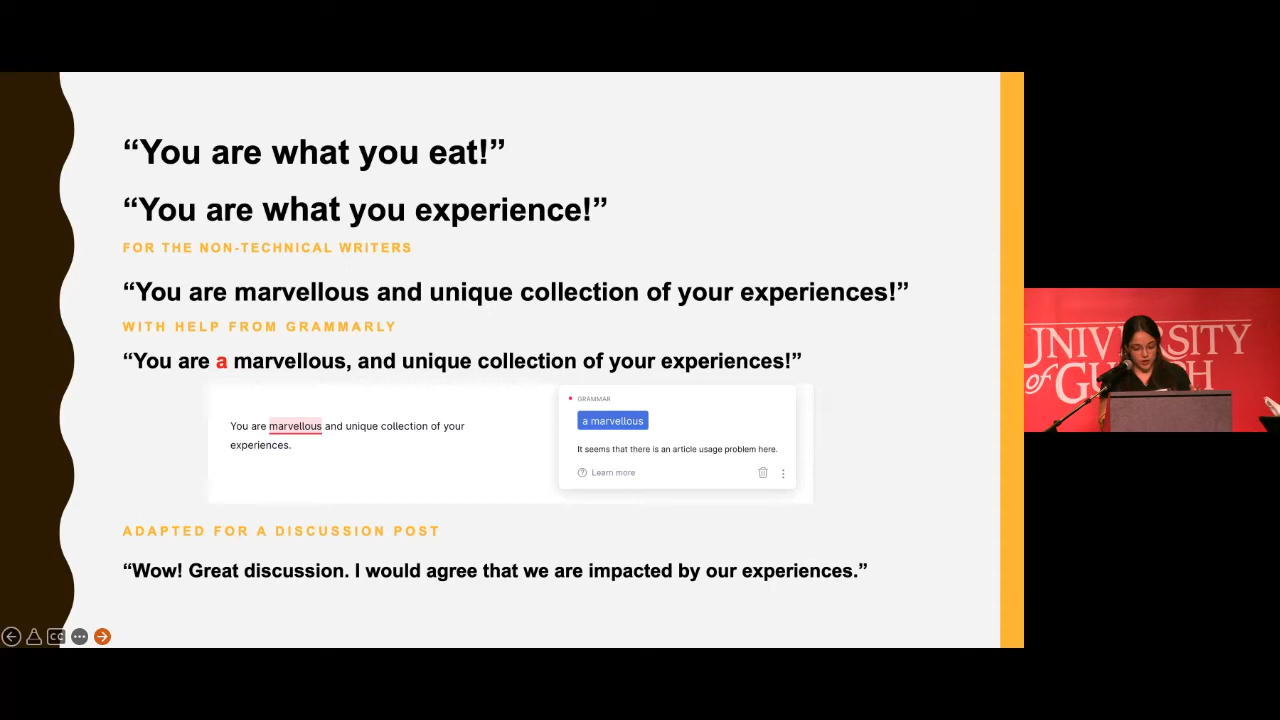 “You are what you eat!”
“You are what you experience!”
FOR THE NON-TECHNICAL WRITERS
“You are marvellous and unique collection of your experiences!”
WITH HELP FROM GRAMMARLY
“You are a marvellous, and unique collection of your experiences!”
You are marvellous and unique collection of your
experiences.
GRAMMAR
a marvellous
It seems that there is an article usage problem here.
Learn more
ADAPTED FOR A DISCUSSION POST
“Wow! Great discussion. I would agree that we are impacted by our experiences.”
CC
UNIVERSITY
of GU H